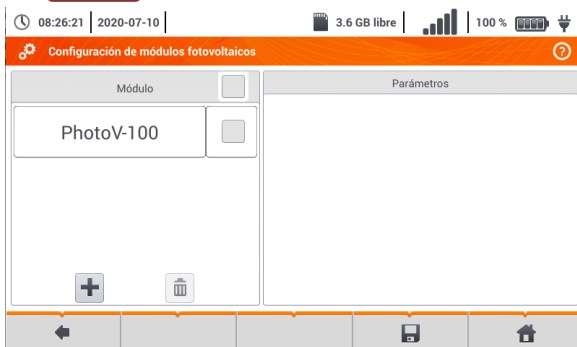 08:26:21 2020-07-10 3.6 GB libre 100 %
Configuración de módulos fotovoltaicos ?
Módulo Parámetros
PhotoV-100